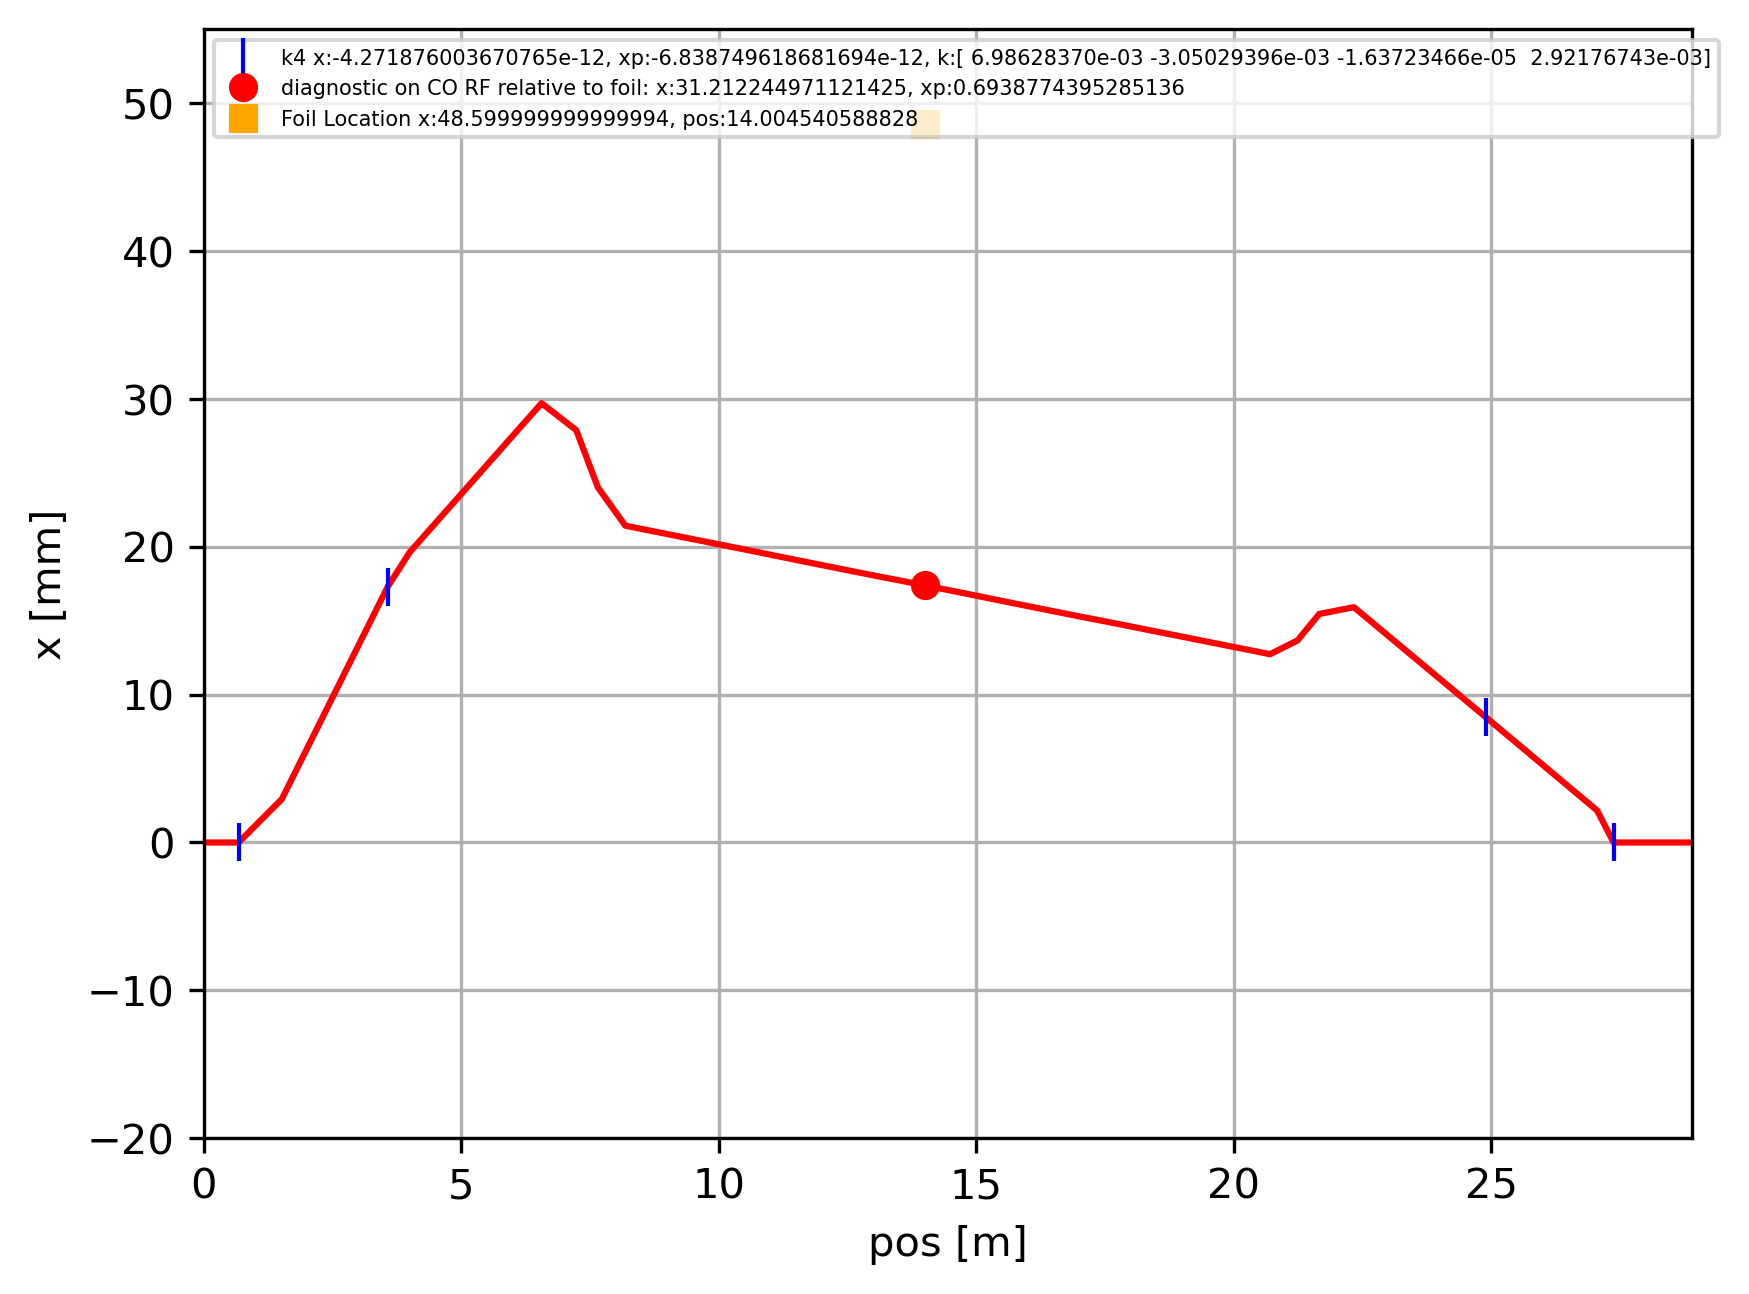 k4 x:-4.271876003670765e-12, xp:-6.838749618681694e-12, k:[ 6.98628370e-03 -3.05029396e-03 -1.63723466e-05  2.92176743e-03]
diagnostic on CO RF relative to foil: x:31.212244971121425, xp:0.6938774395285136
Foil Location x:48.599999999999994, pos:14.004540588828
50
40
30
20
10
0
−10
−20
x [mm]
0 5 10 15 20 25
pos [m]